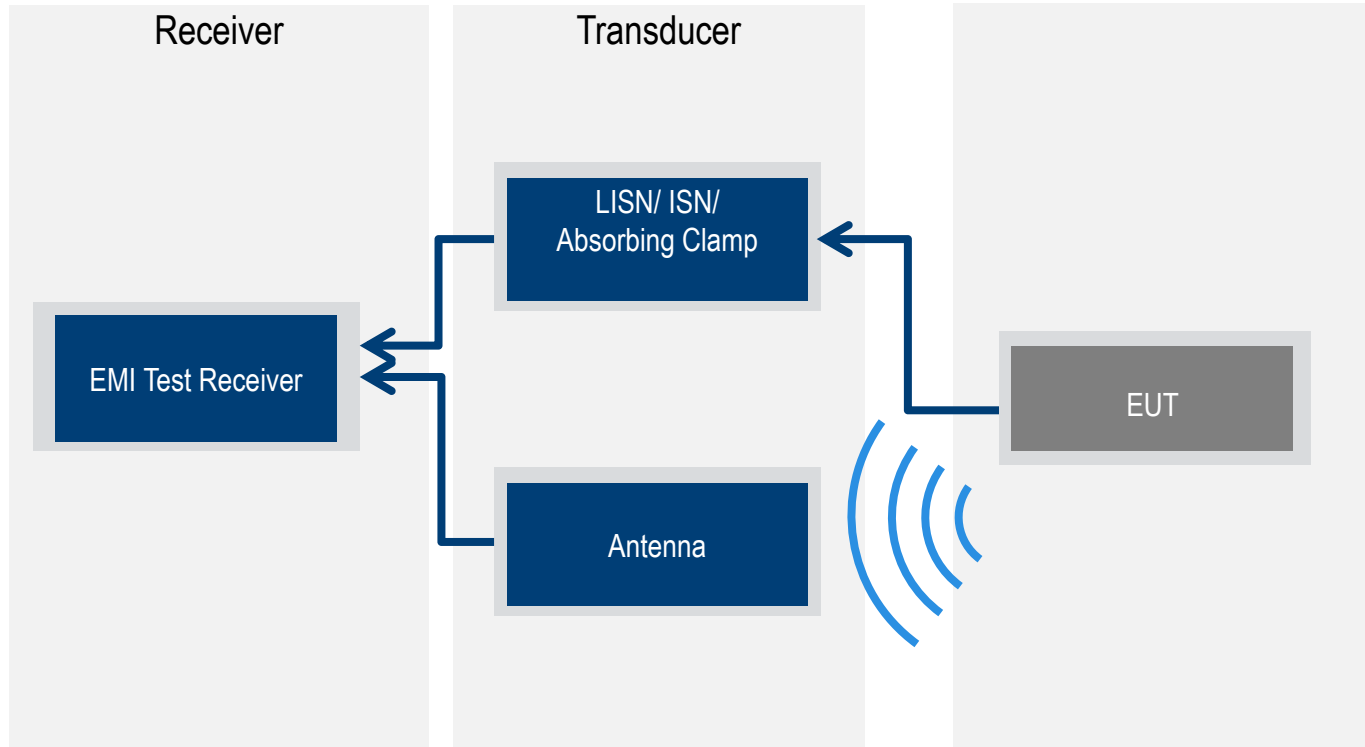 Receiver
Transducer
LISN/ ISN/
Absorbing Clamp
EMI Test Receiver
EUT
Antenna